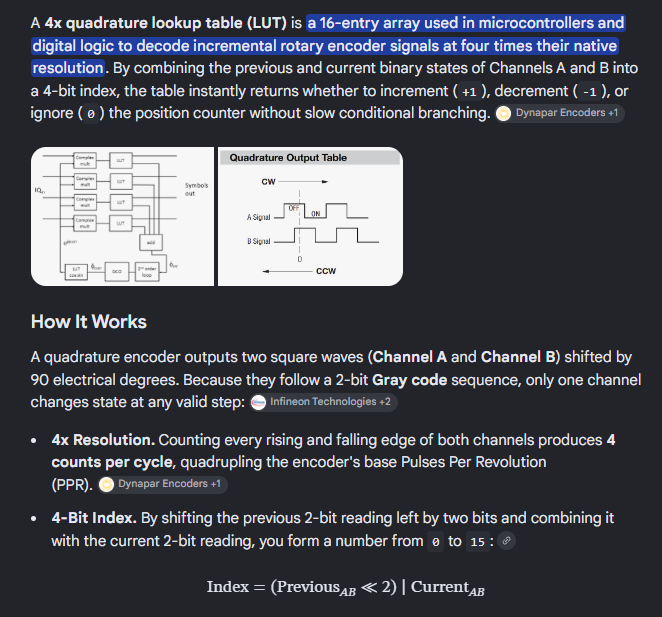 A 4x quadrature lookup table (LUT) is a 16-entry array used in microcontrollers and
digital logic to decode incremental rotary encoder signals at four times their native
resolution. By combining the previous and current binary states of Channels A and B into
a 4-bit index, the table instantly returns whether to increment ( +1 ), decrement ( -1 ), or
ignore ( 0 ) the position counter without slow conditional branching. Dynapar Encoders +1
Complex
mult
LUT
Complex
mult
LUT
Complex
mult
LUT
Complex
mult
LUT
Symbols
out
add
LUT
DCO
2nd order
loop
Quadrature Output Table
CW
A Signal
OFF
ON
B Signal
0
CCW
How It Works
A quadrature encoder outputs two square waves (Channel A and Channel B) shifted by
90 electrical degrees. Because they follow a 2-bit Gray code sequence, only one channel
changes state at any valid step: Infineon Technologies +2
• 4x Resolution. Counting every rising and falling edge of both channels produces 4
counts per cycle, quadrupling the encoder's base Pulses Per Revolution
(PPR). Dynapar Encoders +1
• 4-Bit Index. By shifting the previous 2-bit reading left by two bits and combining it
with the current 2-bit reading, you form a number from 0 to 15 :
Index = (Previous_AB ≪ 2) | Current_AB